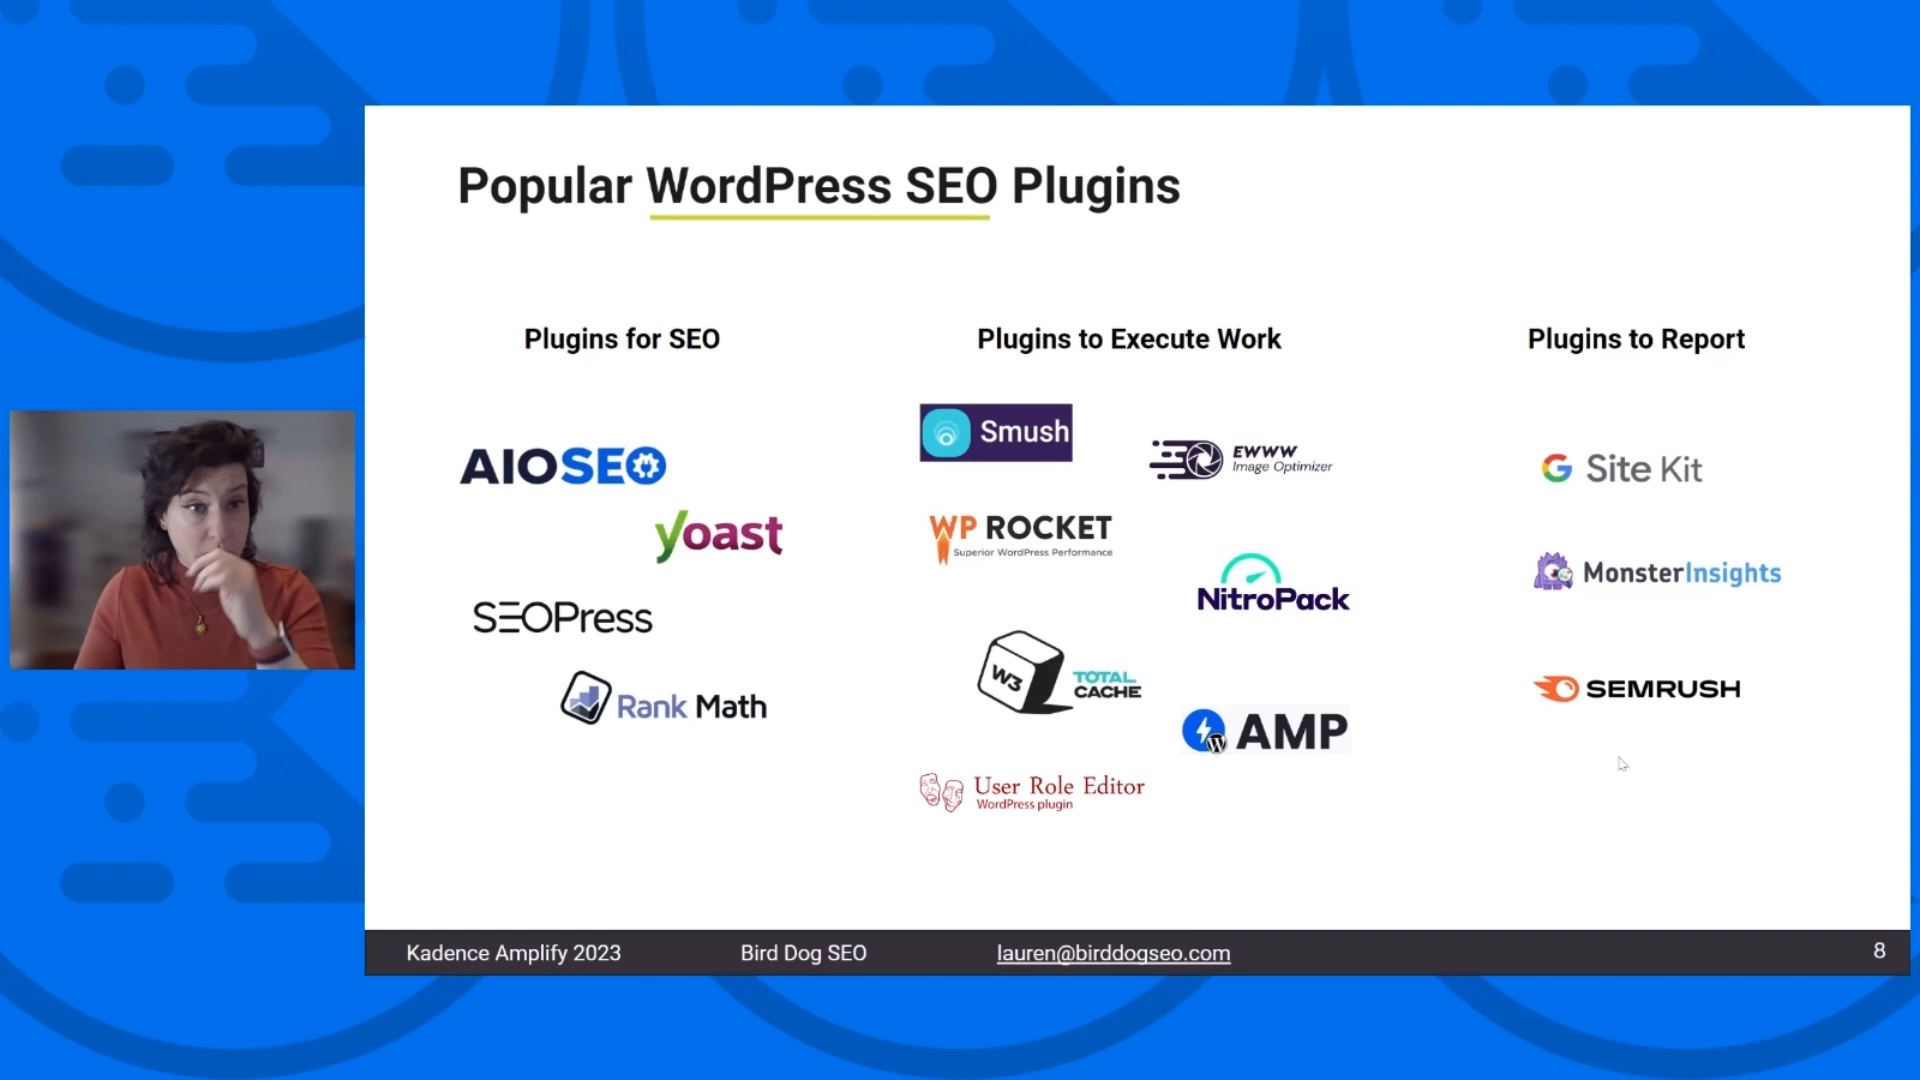 Popular WordPress SEO Plugins
Plugins for SEO
AIOSEO
yoast
SEOPress
Rank Math
Plugins to Execute Work
Smush
EWWW
Image Optimizer
WP ROCKET
Superior WordPress Performance
NitroPack
W3
TOTAL
CACHE
AMP
User Role Editor
WordPress plugin
Plugins to Report
G Site Kit
MonsterInsights
SEMRUSH
Kadence Amplify 2023
Bird Dog SEO
lauren@birddogseo.com
8